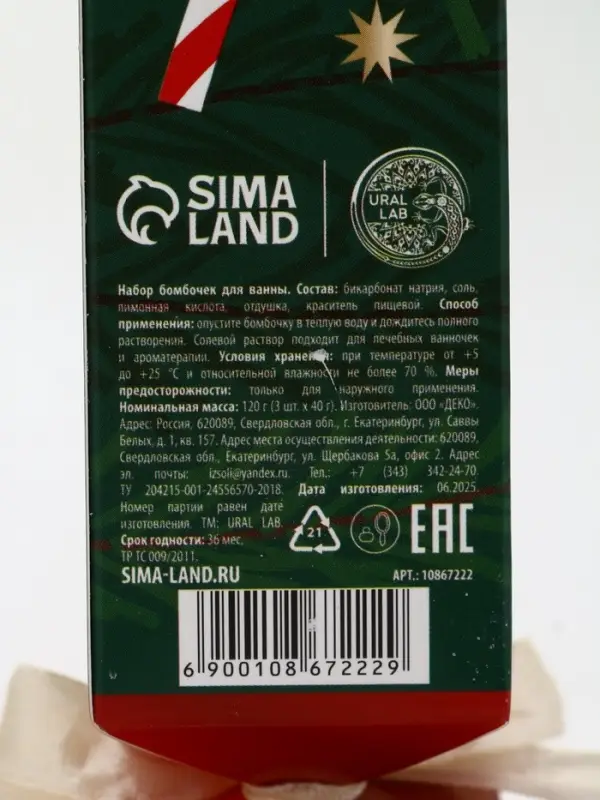 SIMA
LAND
URAL
LAB
Набор бомбочек для ванны. Состав: бикарбонат натрия, соль,
лимонная кислота, отдушка, краситель пищевой. Способ
применения: опустите бомбочку в теплую воду и дождитесь полного
растворения. Солевой раствор подходит для лечебных ванночек
и ароматерапии. Условия хранения: при температуре от +5
до +25 °С и относительной влажности не более 70 %. Меры
предосторожности: только для наружного применения.
Номинальная масса: 120 г (3 шт. х 40 г). Изготовитель: ООО «ДЕКО».
Адрес: Россия, 620089, Свердловская обл., г. Екатеринбург, ул. Саввы
Белых, д. 1, кв. 157. Адрес места осуществления деятельности: 620089,
Свердловская обл., Екатеринбург, ул. Щербакова 5а, офис 2. Адрес
эл. почты: izsoli@yandex.ru. Тел.: +7 (343) 342-24-70.
ТУ 204215-001-24556570-2018. Дата изготовления: 06.2025.
Номер партии равен дате
изготовления. ТМ: URAL LAB.
Срок годности: 36 мес.
ТР ТС 009/2011.
21
ЕАС
SIMA-LAND.RU
АРТ.: 10867222
6 900108 672229